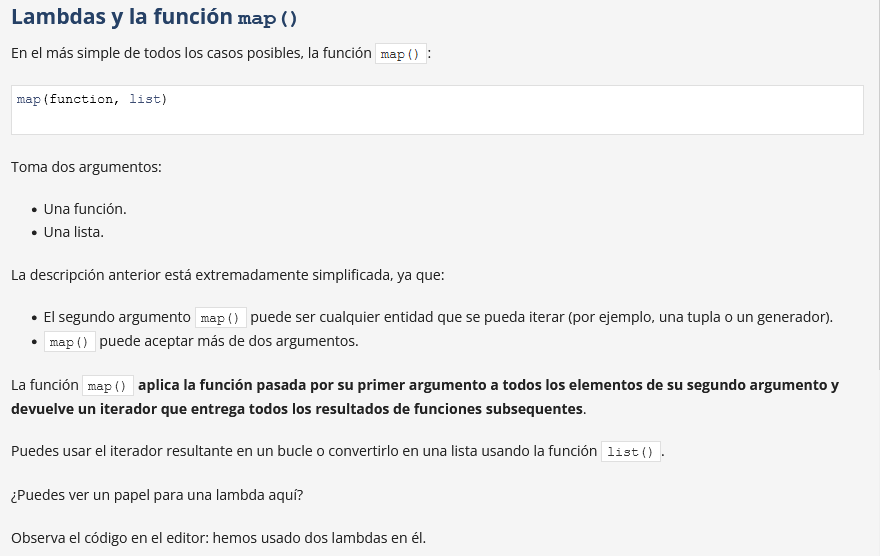 Lambdas y la función map()
En el más simple de todos los casos posibles, la función map() :
map(function, list)
Toma dos argumentos:
• Una función.
• Una lista.
La descripción anterior está extremadamente simplificada, ya que:
• El segundo argumento map() puede ser cualquier entidad que se pueda iterar (por ejemplo, una tupla o un generador).
• map() puede aceptar más de dos argumentos.
La función map() aplica la función pasada por su primer argumento a todos los elementos de su segundo argumento y
devuelve un iterador que entrega todos los resultados de funciones subsequentes.
Puedes usar el iterador resultante en un bucle o convertirlo en una lista usando la función list() .
¿Puedes ver un papel para una lambda aquí?
Observa el código en el editor: hemos usado dos lambdas en él.